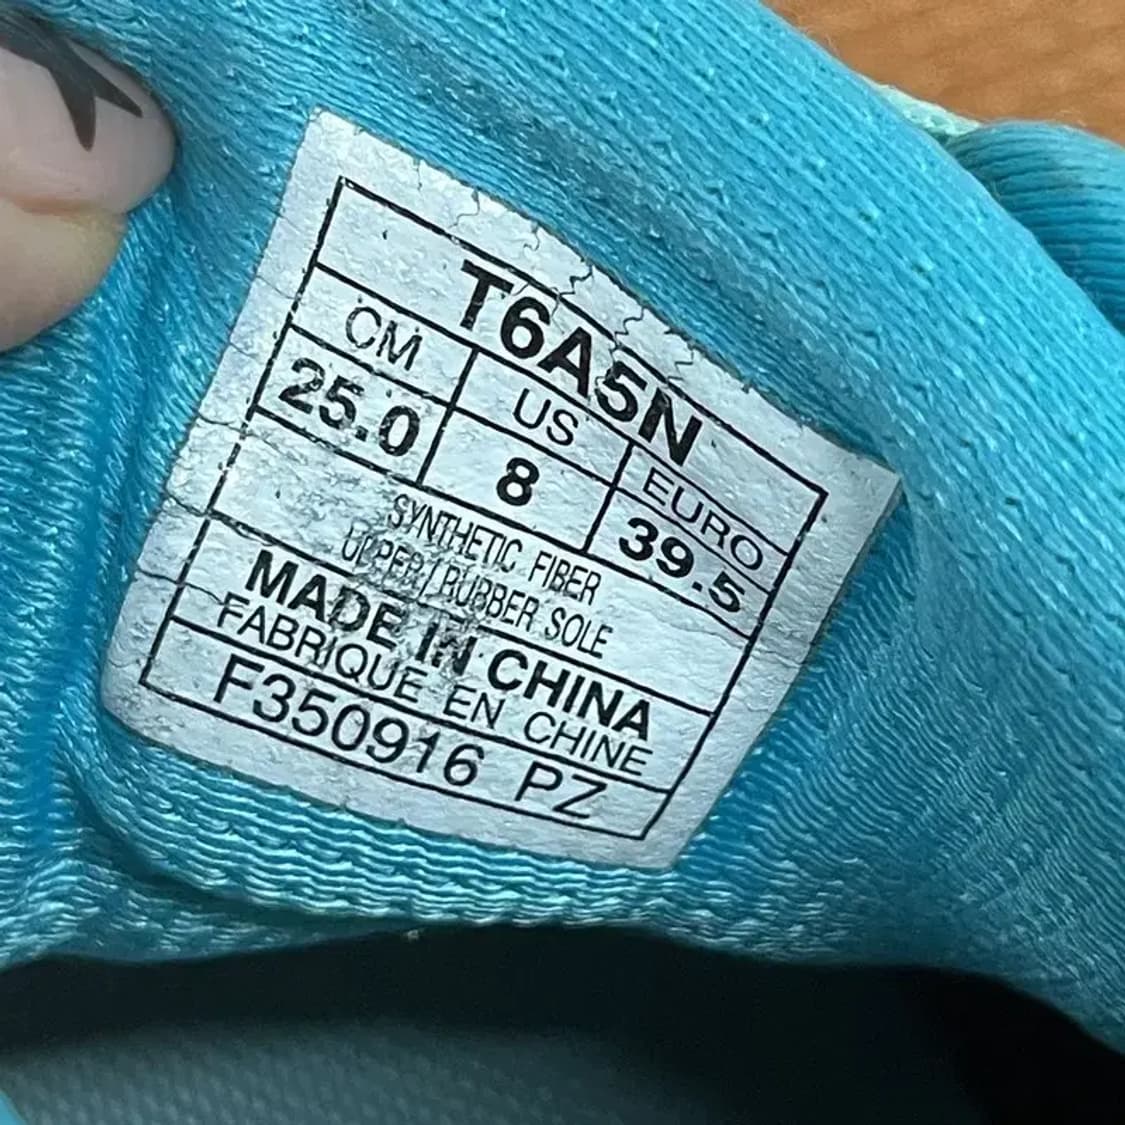 T6A5N
CM US EURO
25.0 8 39.5
SYNTHETIC FIBER
UPPER/RUBBER SOLE
MADE IN CHINA
FABRIQUE EN CHINE
F350916 PZ